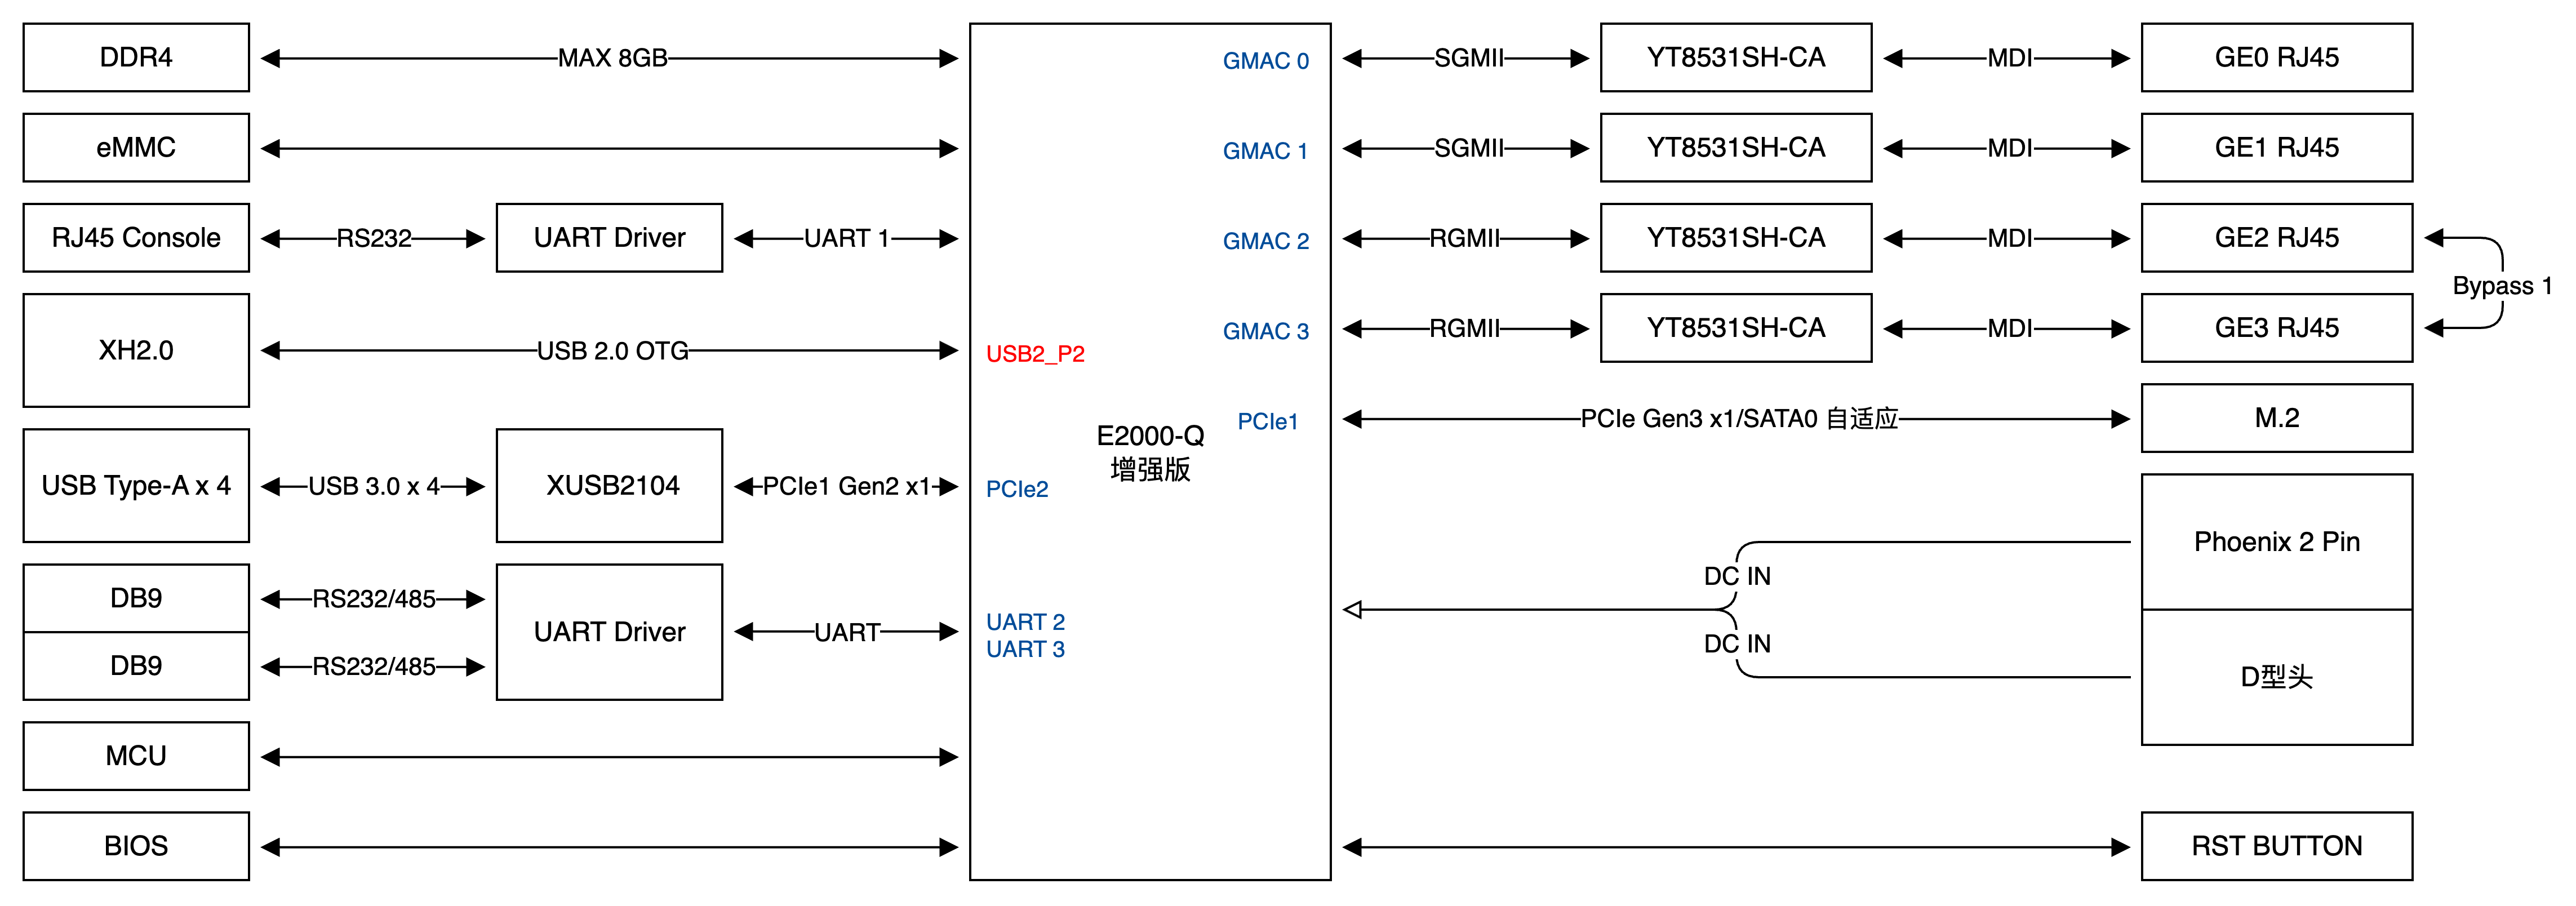 DDR4
MAX 8GB
GMAC 0
SGMII
YT8531SH-CA
MDI
GE0 RJ45
eMMC
GMAC 1
SGMII
YT8531SH-CA
MDI
GE1 RJ45
RJ45 Console
RS232
UART Driver
UART 1
GMAC 2
RGMII
YT8531SH-CA
MDI
GE2 RJ45
Bypass 1
XH2.0
USB 2.0 OTG
USB2_P2
GMAC 3
RGMII
YT8531SH-CA
MDI
GE3 RJ45
PCIe1
PCIe Gen3 x1/SATA0 自适应
M.2
E2000-Q
增强版
USB Type-A x 4
USB 3.0 x 4
XUSB2104
PCIe1 Gen2 x1
PCIe2
Phoenix 2 Pin
DC IN
DB9
RS232/485
UART Driver
UART
UART 2
UART 3
DC IN
DB9
RS232/485
D型头
MCU
BIOS
RST BUTTON